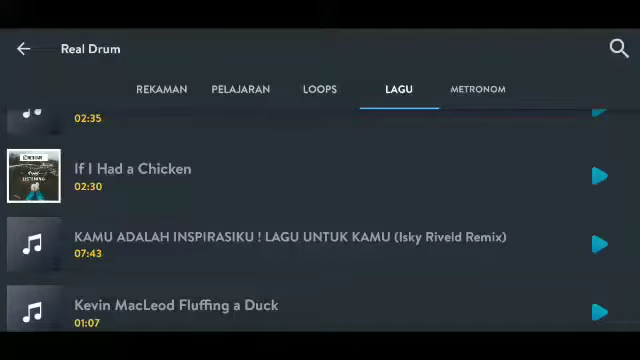 Real Drum
REKAMAN PELAJARAN LOOPS LAGU METRONOM
02:35
If I Had a Chicken
02:30
KAMU ADALAH INSPIRASIKU ! LAGU UNTUK KAMU (Isky Riveld Remix)
07:43
Kevin MacLeod Fluffing a Duck
01:07